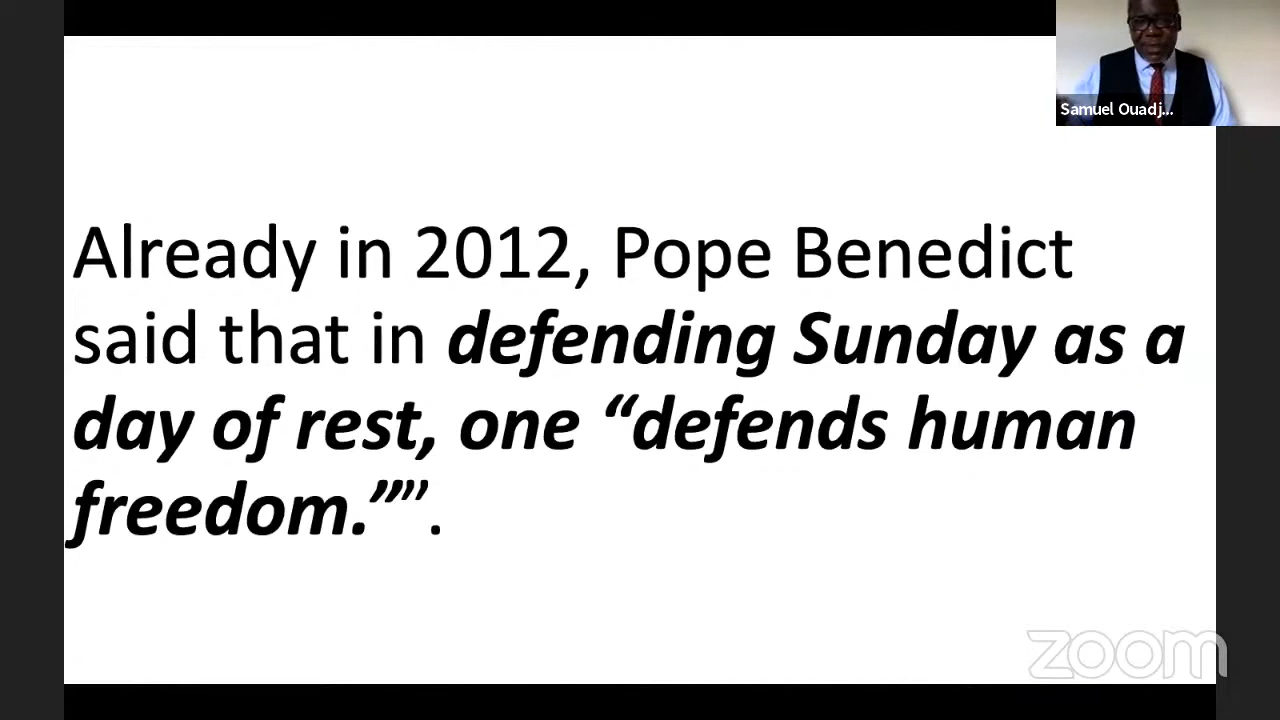 Samuel Ouadj...
Already in 2012, Pope Benedict
said that in defending Sunday as a
day of rest, one “defends human
freedom.””.
zoom